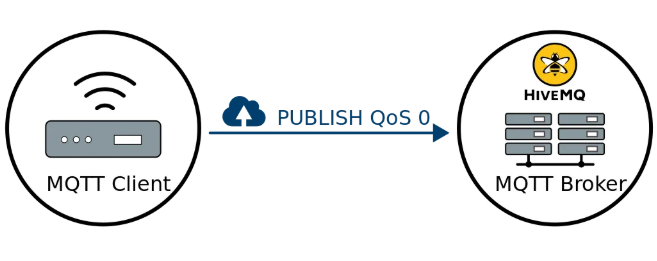 HIVEMQ
PUBLISH QoS 0
MQTT Client
MQTT Broker